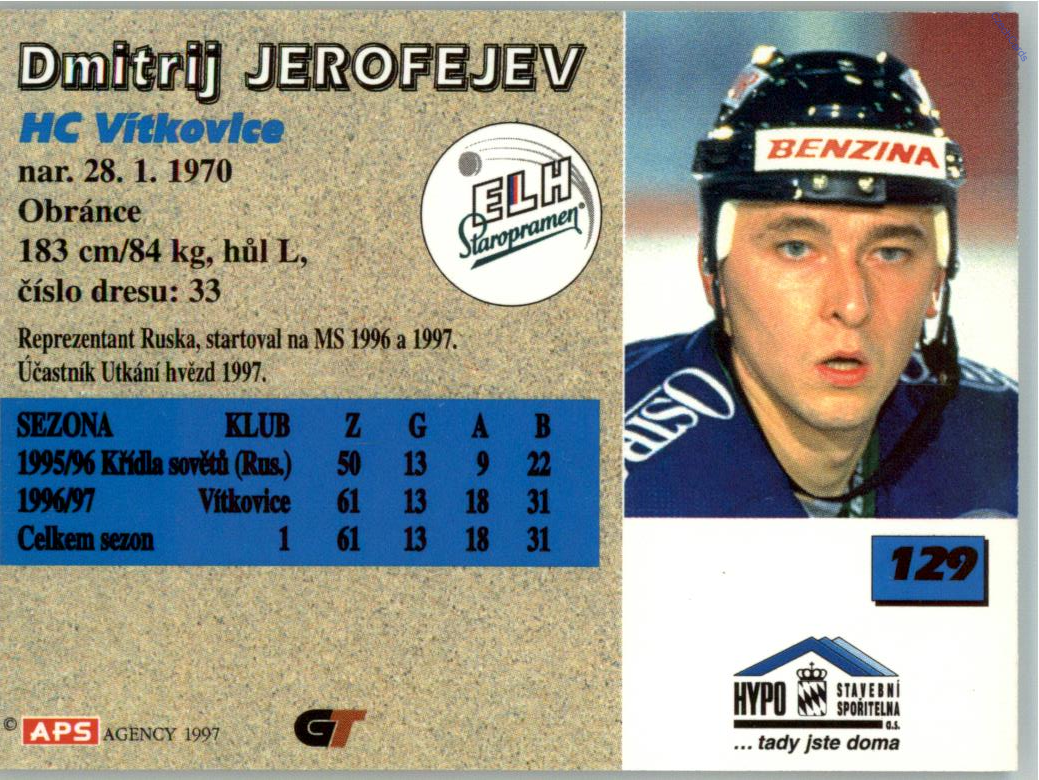 Dmitrij JEROFEJEV
HC Vítkovice
nar. 28. 1. 1970
Obránce
183 cm/84 kg, hůl L,
číslo dresu: 33
ELH
Staropramen®
Reprezentant Ruska, startoval na MS 1996 a 1997.
Účastník Utkání hvězd 1997.
SEZONA KLUB Z G A B
1995/96 Křídla sovětů (Rus.) 50 13 9 22
1996/97 Vítkovice 61 13 18 31
Celkem sezon 1 61 13 18 31
© APS AGENCY 1997
GT
BENZINA
129
HYPO STAVEBNÍ
SPOŘITELNA
a.s.
... tady jste doma